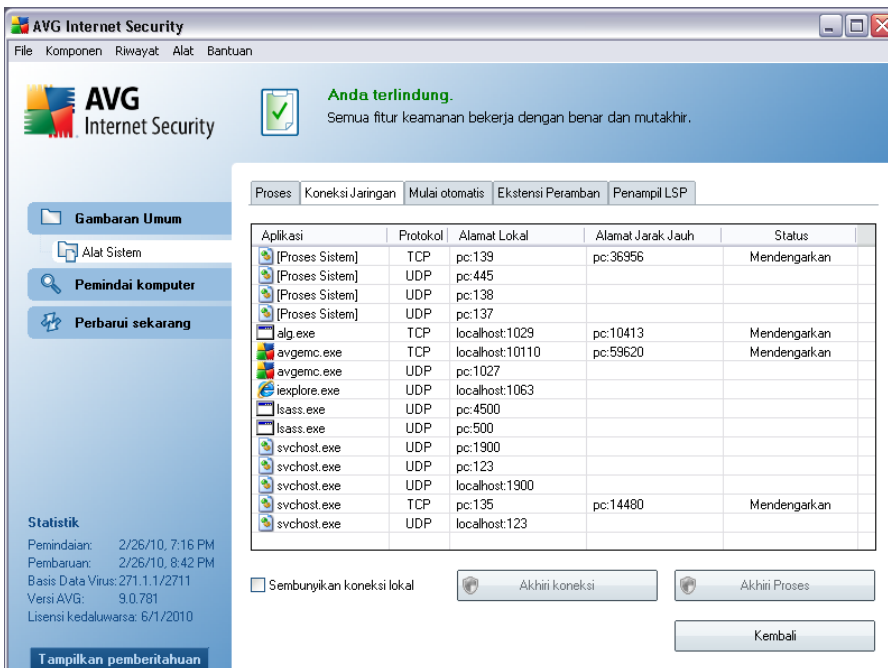 AVG Internet Security
File Komponen Riwayat Alat Bantuan
AVG
Internet Security
Anda terlindung.
Semua fitur keamanan bekerja dengan benar dan mutakhir.
Gambaran Umum
Alat Sistem
Pemindai komputer
Perbarui sekarang
Proses Koneksi Jaringan Mulai otomatis Ekstensi Peramban Penampil LSP
Aplikasi Protokol Alamat Lokal Alamat Jarak Jauh Status
[Proses Sistem] TCP pc:139 pc:36956 Mendengarkan
[Proses Sistem] UDP pc:445
[Proses Sistem] UDP pc:138
[Proses Sistem] UDP pc:137
alg.exe TCP localhost:1029 pc:10413 Mendengarkan
avgemc.exe TCP localhost:10110 pc:59620 Mendengarkan
avgemc.exe UDP pc:1027
iexplore.exe UDP localhost:1063
lsass.exe UDP pc:4500
lsass.exe UDP pc:500
svchost.exe UDP pc:1900
svchost.exe UDP pc:123
svchost.exe UDP localhost:1900
svchost.exe TCP pc:135 pc:14480 Mendengarkan
svchost.exe UDP localhost:123
Sembunyikan koneksi lokal Akhiri koneksi Akhiri Proses
Kembali
Statistik
Pemindaian: 2/26/10, 7:16 PM
Pembaruan: 2/26/10, 8:42 PM
Basis Data Virus: 271.1.1/2711
Versi AVG: 9.0.781
Lisensi kedaluwarsa: 6/1/2010
Tampilkan pemberitahuan